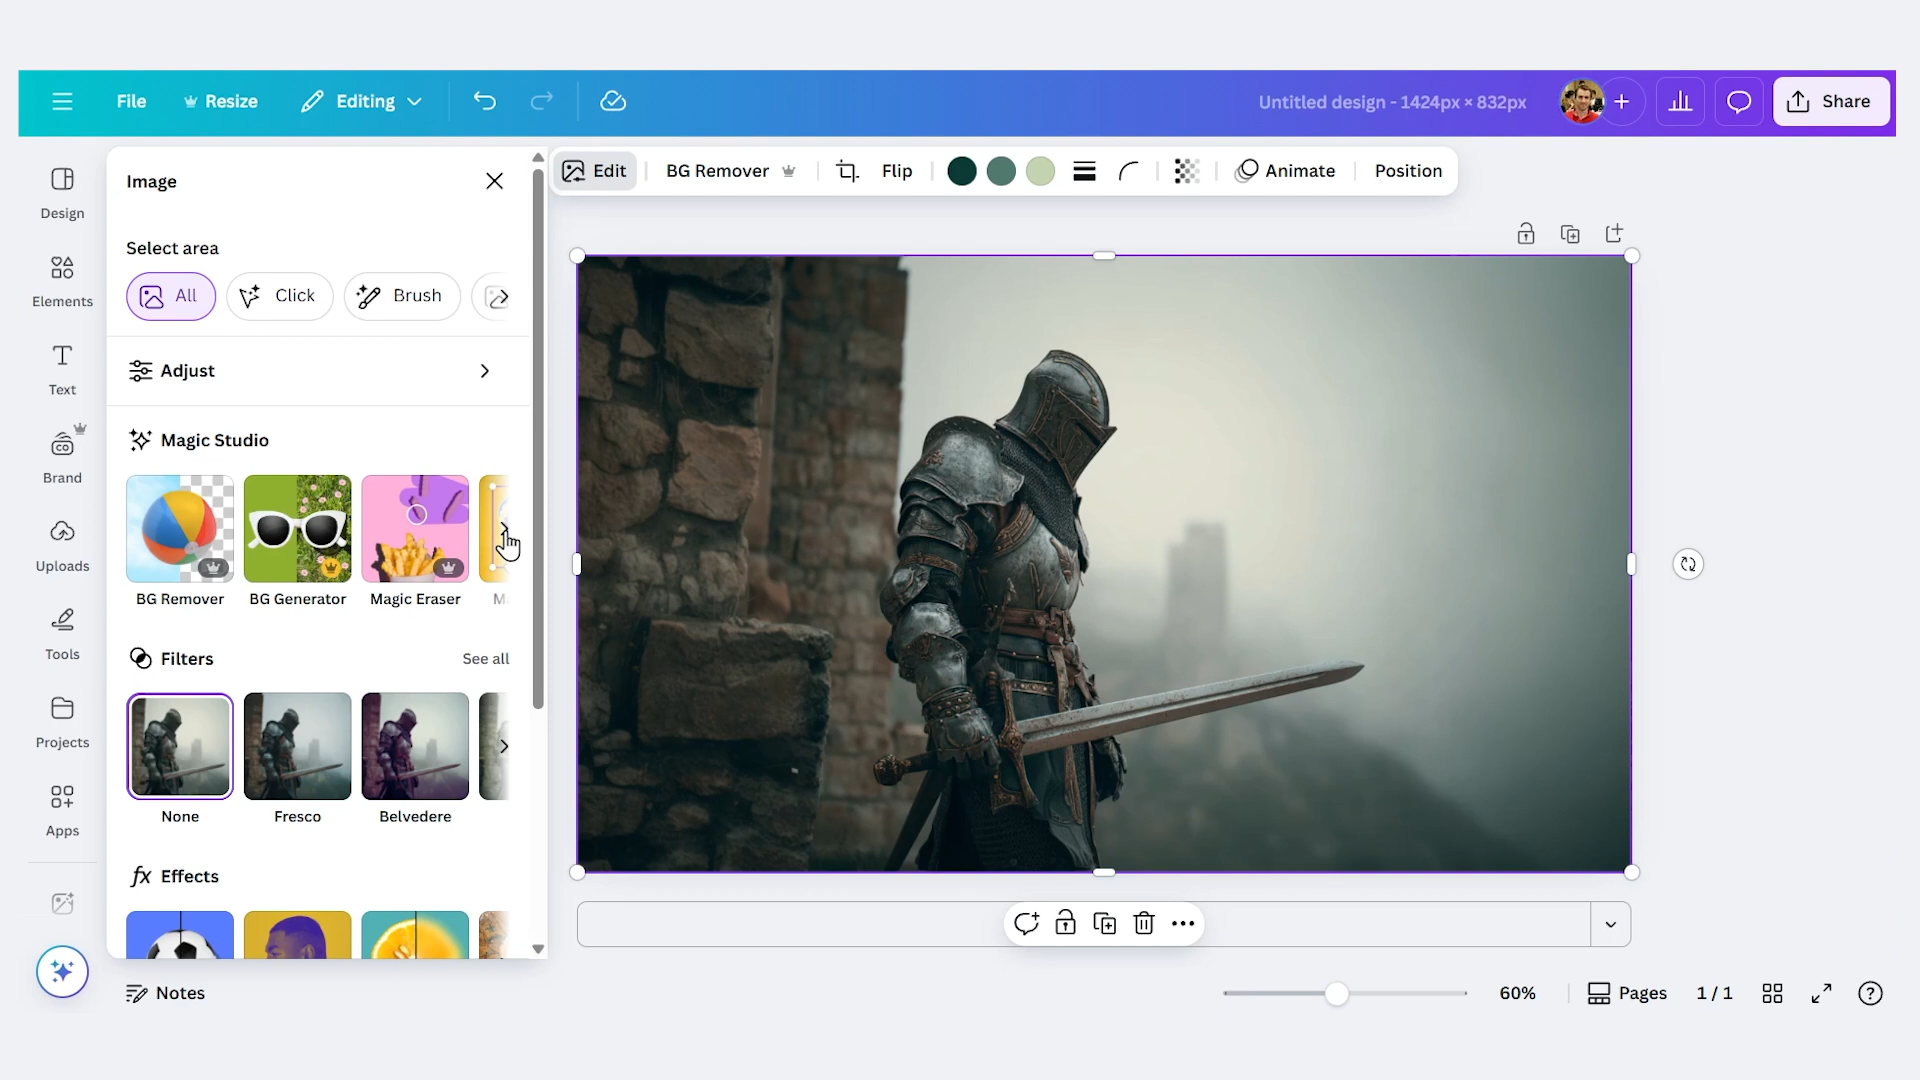 File
Resize
Editing
Untitled design - 1424px × 832px
Share
Design
Elements
Text
Brand
Uploads
Tools
Projects
Apps
Image
Select area
All
Click
Brush
Adjust
Magic Studio
BG Remover
BG Generator
Magic Eraser
Filters
See all
None
Fresco
Belvedere
fx Effects
Edit
BG Remover
Flip
Animate
Position
Notes
60%
Pages
1 / 1